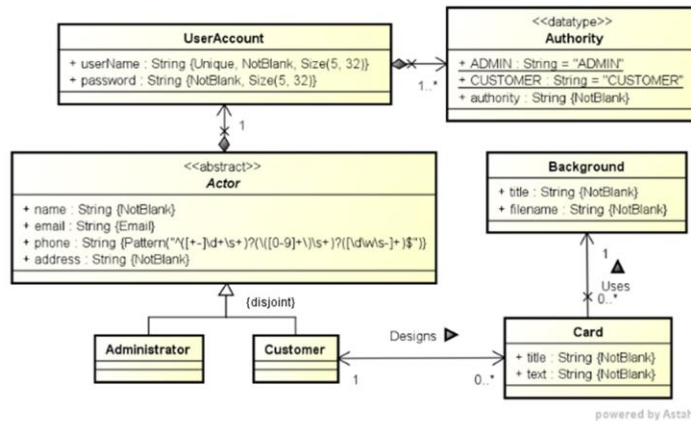 UserAccount
+ userName : String {Unique, NotBlank, Size(5, 32)}
+ password : String {NotBlank, Size(5, 32)}
<<datatype>>
Authority
+ ADMIN : String = "ADMIN"
+ CUSTOMER : String = "CUSTOMER"
+ authority : String {NotBlank}
1..*
1
<<abstract>>
Actor
+ name : String {NotBlank}
+ email : String {Email}
+ phone : String {Pattern("^([+-]\d+\s+)?(\([0-9]+\)\s+)?([\d\w\s-]+)$")}
+ address : String {NotBlank}
Background
+ title : String {NotBlank}
+ filename : String {NotBlank}
1
Uses
0..*
{disjoint}
Administrator
Customer
Designs
1
0..*
Card
+ title : String {NotBlank}
+ text : String {NotBlank}
powered by Astah